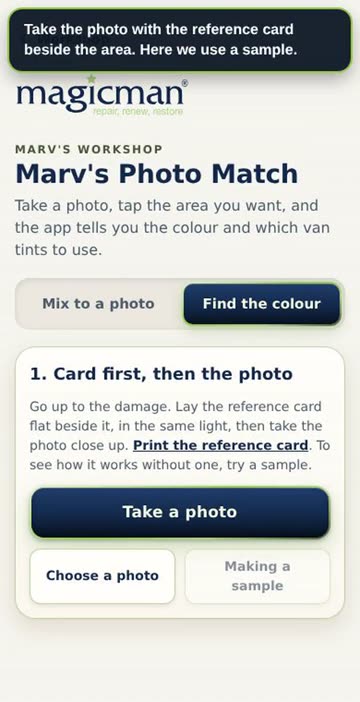 Take the photo with the reference card
beside the area. Here we use a sample.
magicman®
repair, renew, restore
MARV'S WORKSHOP
Marv's Photo Match
Take a photo, tap the area you want, and
the app tells you the colour and which van
tints to use.
Mix to a photo
Find the colour
1. Card first, then the photo
Go up to the damage. Lay the reference card
flat beside it, in the same light, then take the
photo close up. Print the reference card. To
see how it works without one, try a sample.
Take a photo
Choose a photo
Making a
sample